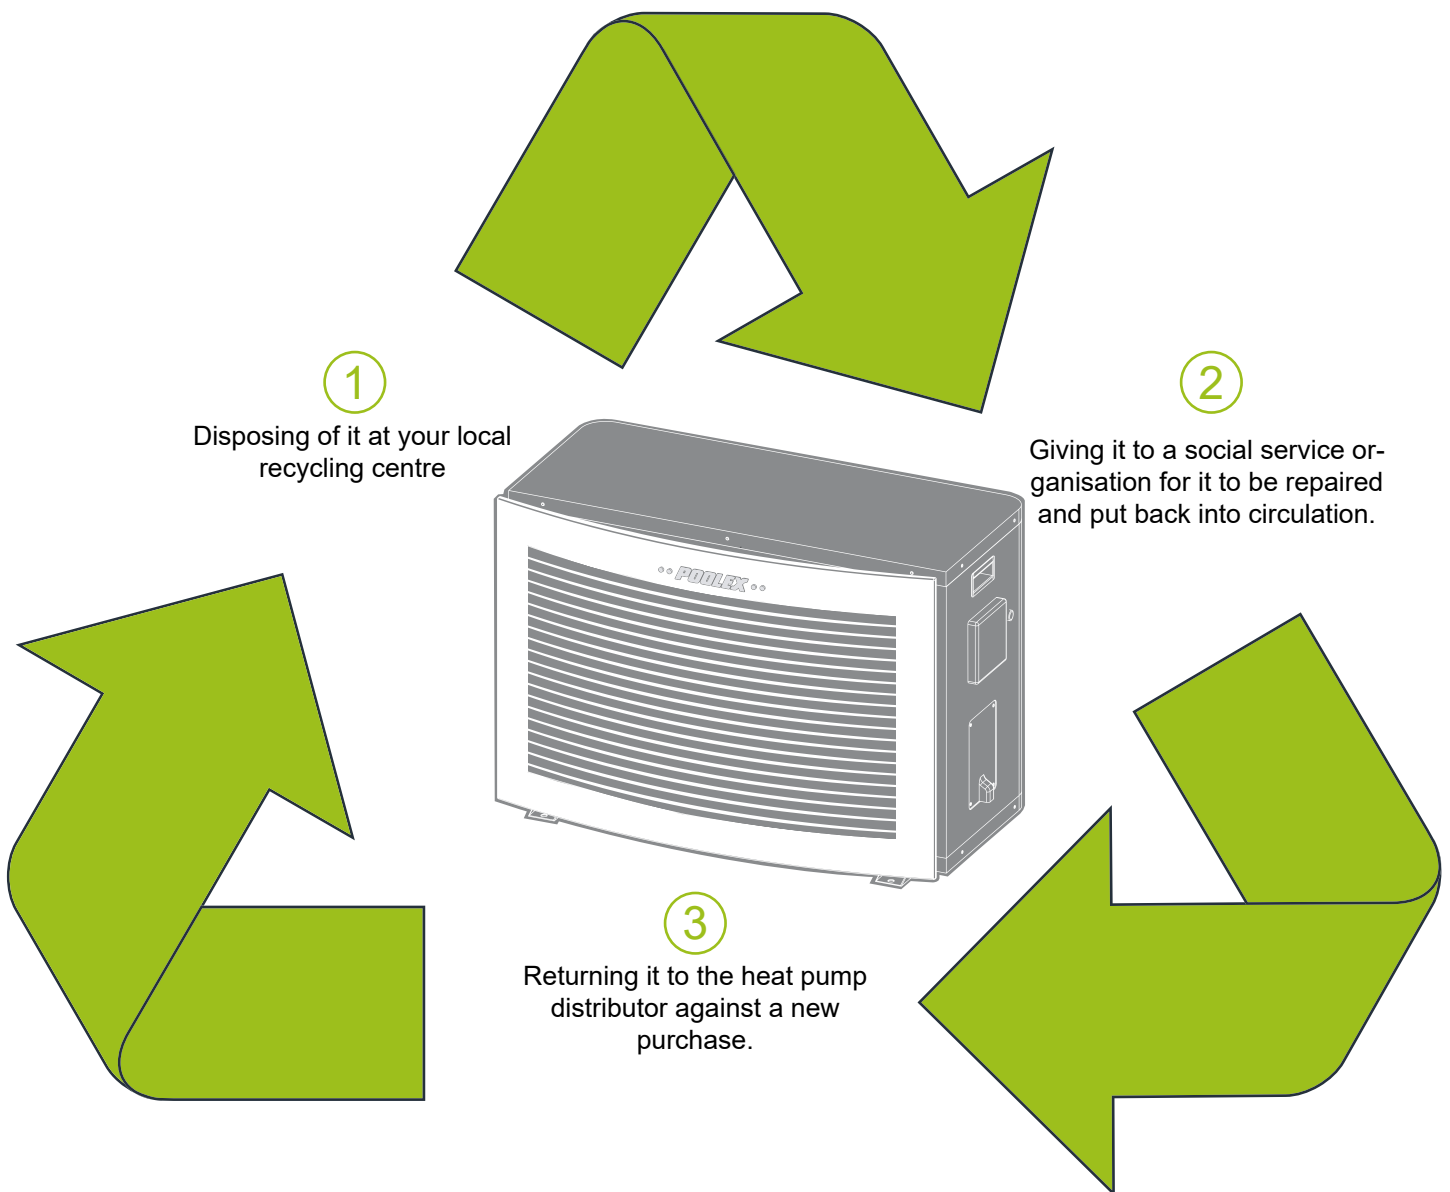 1
Disposing of it at your local
recycling centre
2
Giving it to a social service or-
ganisation for it to be repaired
and put back into circulation.
POOLEX
3
Returning it to the heat pump
distributor against a new
purchase.